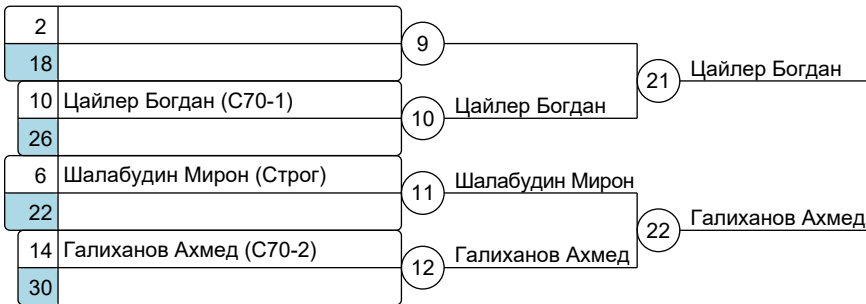 2
18
9
10 Цайлер Богдан (С70-1)
26
10
Цайлер Богдан
21
Цайлер Богдан
6 Шалабудин Мирон (Строг)
22
11
Шалабудин Мирон
14 Галиханов Ахмед (С70-2)
30
12
Галиханов Ахмед
22
Галиханов Ахмед